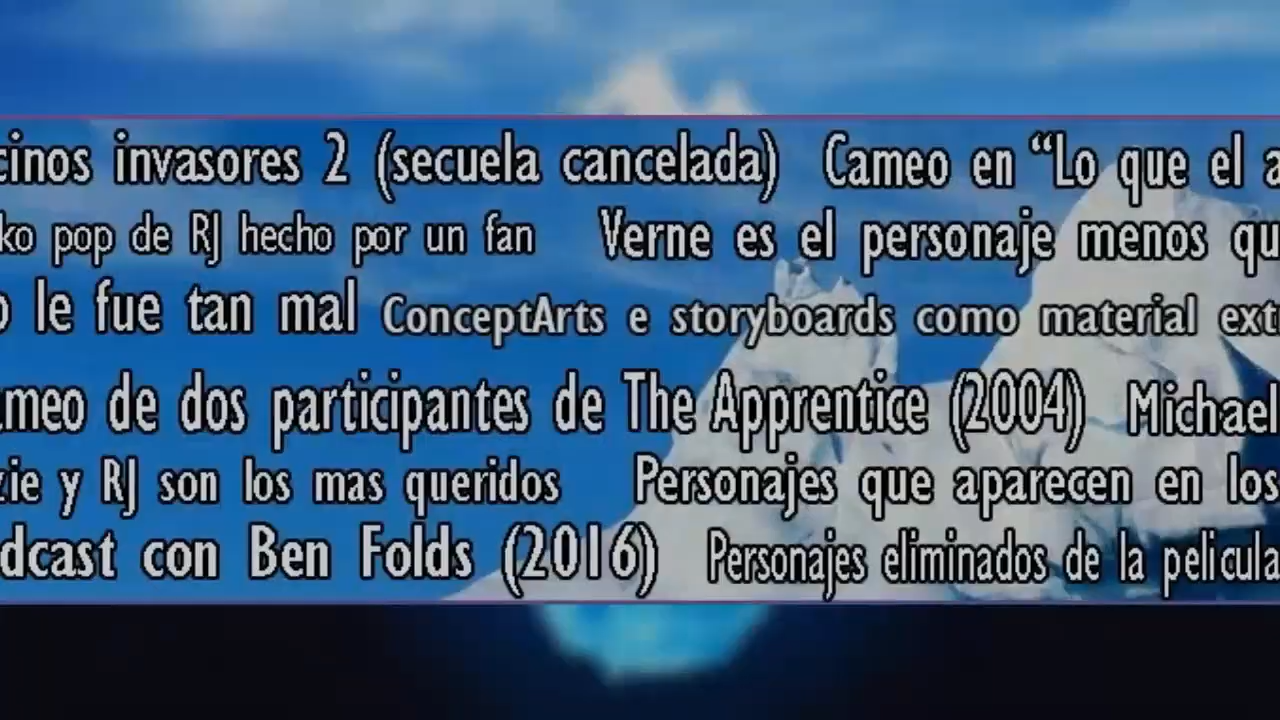 cinos invasores 2 (secuela cancelada) Cameo en “Lo que el a
ko pop de RJ hecho por un fan Verne es el personaje menos qu
o le fue tan mal ConceptArts e storyboards como material ext
meo de dos participantes de The Apprentice (2004) Michael
zie y RJ son los mas queridos Personajes que aparecen en los
dcast con Ben Folds (2016) Personajes eliminados de la pelicula